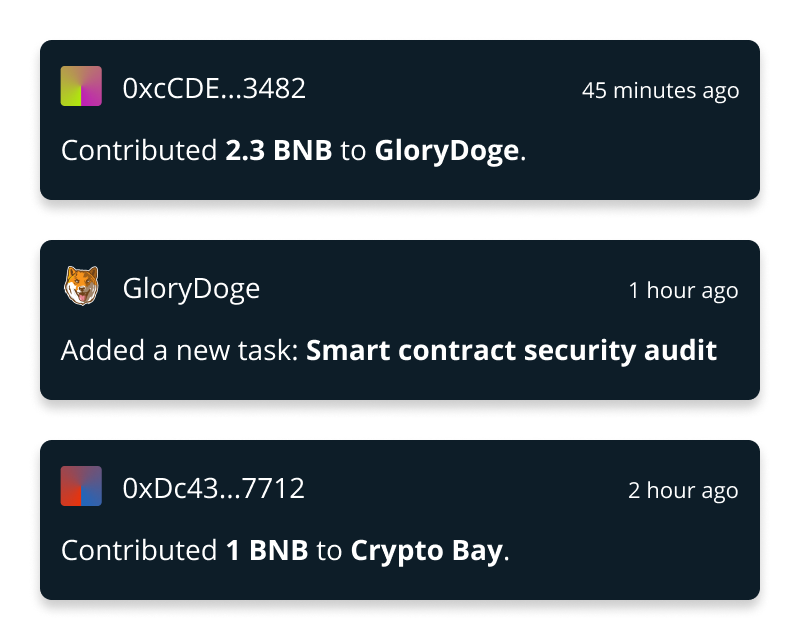 0xcCDE...3482 45 minutes ago
Contributed 2.3 BNB to GloryDoge.
GloryDoge 1 hour ago
Added a new task: Smart contract security audit
0xDc43...7712 2 hour ago
Contributed 1 BNB to Crypto Bay.